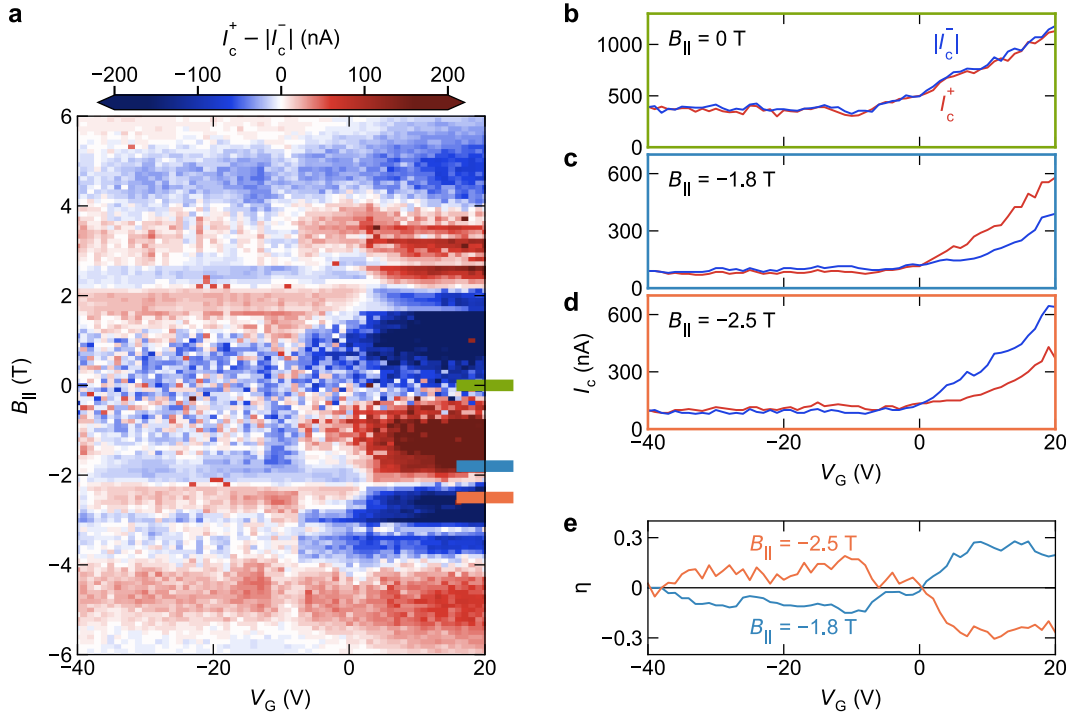 a
I_c^+ − |I_c^−| (nA)
−200 −100 0 100 200
6
4
2
0
−2
−4
−6
B_|| (T)
−40 −20 0 20
V_G (V)
b
B_|| = 0 T
|I_c^−|
I_c^+
1000
500
0
c
B_|| = −1.8 T
600
300
0
d
B_|| = −2.5 T
600
300
0
I_c (nA)
−40 −20 0 20
V_G (V)
e
B_|| = −2.5 T
B_|| = −1.8 T
0.3
0
−0.3
η
−40 −20 0 20
V_G (V)